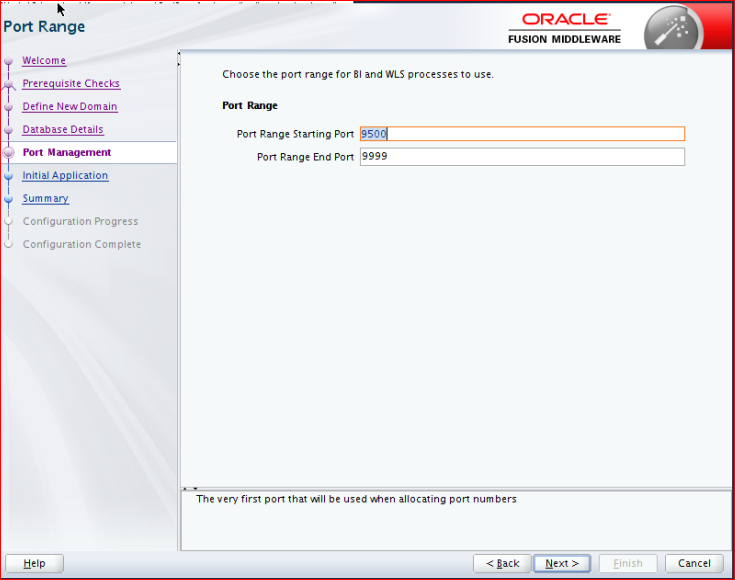 Port Range
ORACLE
FUSION MIDDLEWARE
Welcome
Prerequisite Checks
Define New Domain
Database Details
Port Management
Initial Application
Summary
Configuration Progress
Configuration Complete
Choose the port range for BI and WLS processes to use.
Port Range
Port Range Starting Port 9500
Port Range End Port 9999
The very first port that will be used when allocating port numbers
Help
< Back Next > Finish Cancel